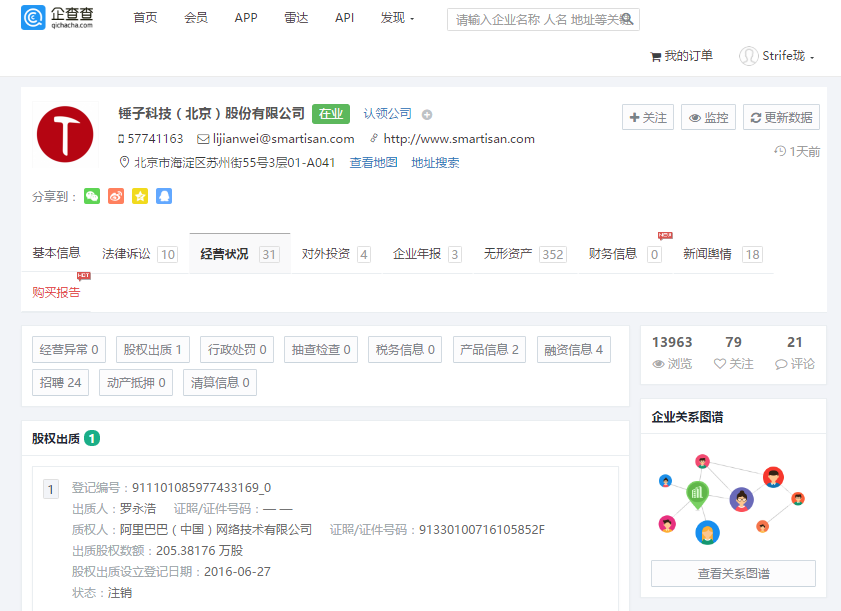 企查查 首页 会员 APP 雷达 API 发现 请输入企业名称 人名 地址等关键
qichacha.com
我的订单 Strife珑
锤子科技（北京）股份有限公司 在业 认领公司 关注 监控 更新数据
57741163 lijianwei@smartisan.com http://www.smartisan.com
北京市海淀区苏州街55号3层01-A041 查看地图 地址搜索 1天前
分享到：
基本信息 法律诉讼 10 经营状况 31 对外投资 4 企业年报 3 无形资产 352 财务信息 0 NEW 新闻舆情 18
购买报告 HOT
经营异常 0 股权出质 1 行政处罚 0 抽查检查 0 税务信息 0 产品信息 2 融资信息 4
招聘 24 动产抵押 0 清算信息 0
13963 79 21
浏览 关注 评论
企业关系图谱
查看关系图谱
股权出质 1
1 登记编号：911101085977433169_0
出质人：罗永浩 证照/证件号码：— —
质权人：阿里巴巴（中国）网络技术有限公司 证照/证件号码：91330100716105852F
出质股权数额：205.38176 万股
股权出质设立登记日期：2016-06-27
状态：注销